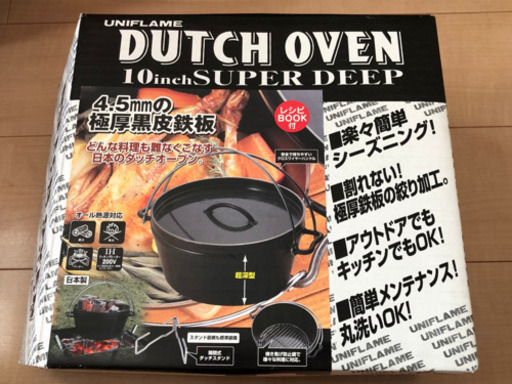 UNIFLAME
DUTCH OVEN
10inch SUPER DEEP
4.5mmの
極厚黒皮鉄板
どんな料理も難なくこなす
日本のダッチオーブン。
レシピ
BOOK
付
オール熱源対応
200V
日本製
超深型
■楽々簡単
シーズニング!
■割れない!
極厚鉄板の絞り加工。
■アウトドアでも
キッチンでもOK!
■簡単メンテナンス!
丸洗いOK!
UNIFLAME
UNIFLAME